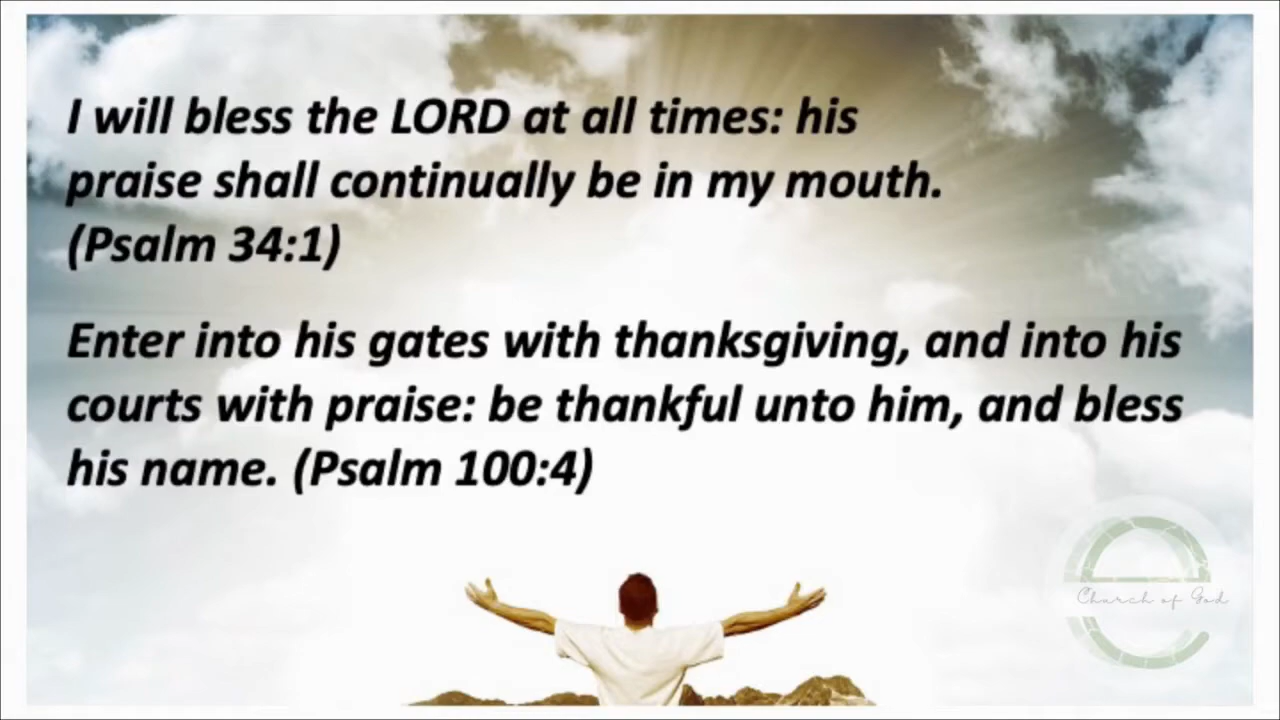 I will bless the LORD at all times: his
praise shall continually be in my mouth.
(Psalm 34:1)
Enter into his gates with thanksgiving, and into his
courts with praise: be thankful unto him, and bless
his name. (Psalm 100:4)
Church of God